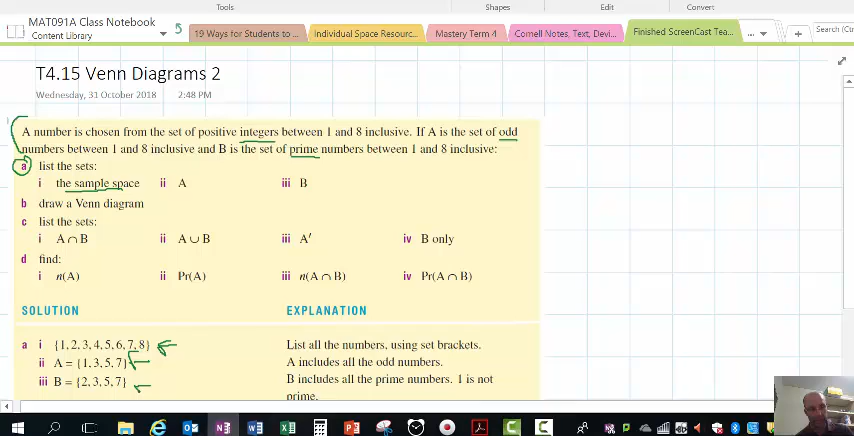 Tools
Shapes
Edit
Convert
MAT091A Class Notebook
Content Library
19 Ways for Students to ...
Individual Space Resourc...
Mastery Term 4
Cornell Notes, Text, Devi...
Finished ScreenCast Tea...
...
Search (Ctr
T4.15 Venn Diagrams 2
Wednesday, 31 October 2018 2:48 PM
A number is chosen from the set of positive integers between 1 and 8 inclusive. If A is the set of odd
numbers between 1 and 8 inclusive and B is the set of prime numbers between 1 and 8 inclusive:
a list the sets:
i the sample space ii A iii B
b draw a Venn diagram
c list the sets:
i A ∩ B ii A ∪ B iii A′ iv B only
d find:
i n(A) ii Pr(A) iii n(A ∩ B) iv Pr(A ∩ B)
SOLUTION EXPLANATION
a i {1, 2, 3, 4, 5, 6, 7, 8} List all the numbers, using set brackets.
ii A = {1, 3, 5, 7} A includes all the odd numbers.
iii B = {2, 3, 5, 7} B includes all the prime numbers. 1 is not
prime.